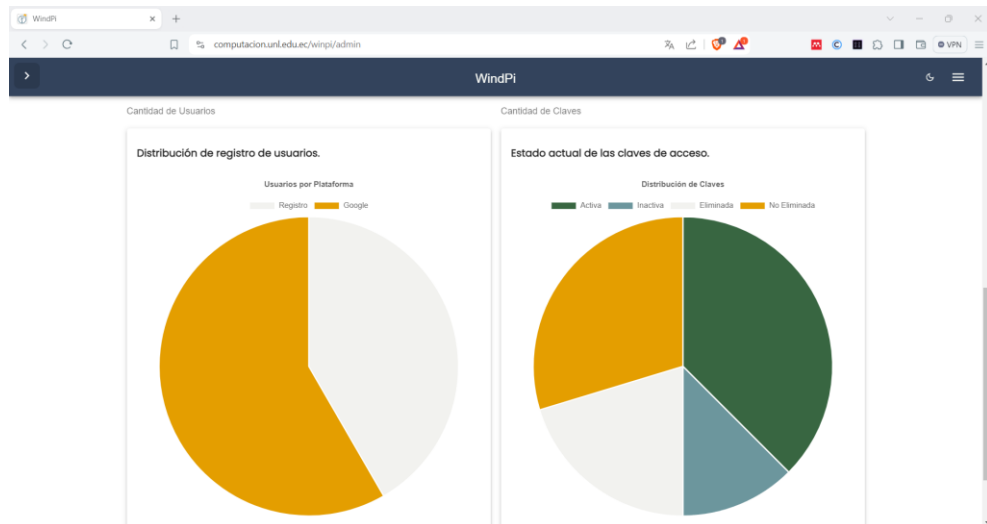 WindPi
computacion.unl.edu.ec/winpi/admin
VPN
WindPi
Cantidad de Usuarios
Cantidad de Claves
Distribución de registro de usuarios.
Usuarios por Plataforma
Registro Google
Estado actual de las claves de acceso.
Distribución de Claves
Activa Inactiva Eliminada No Eliminada